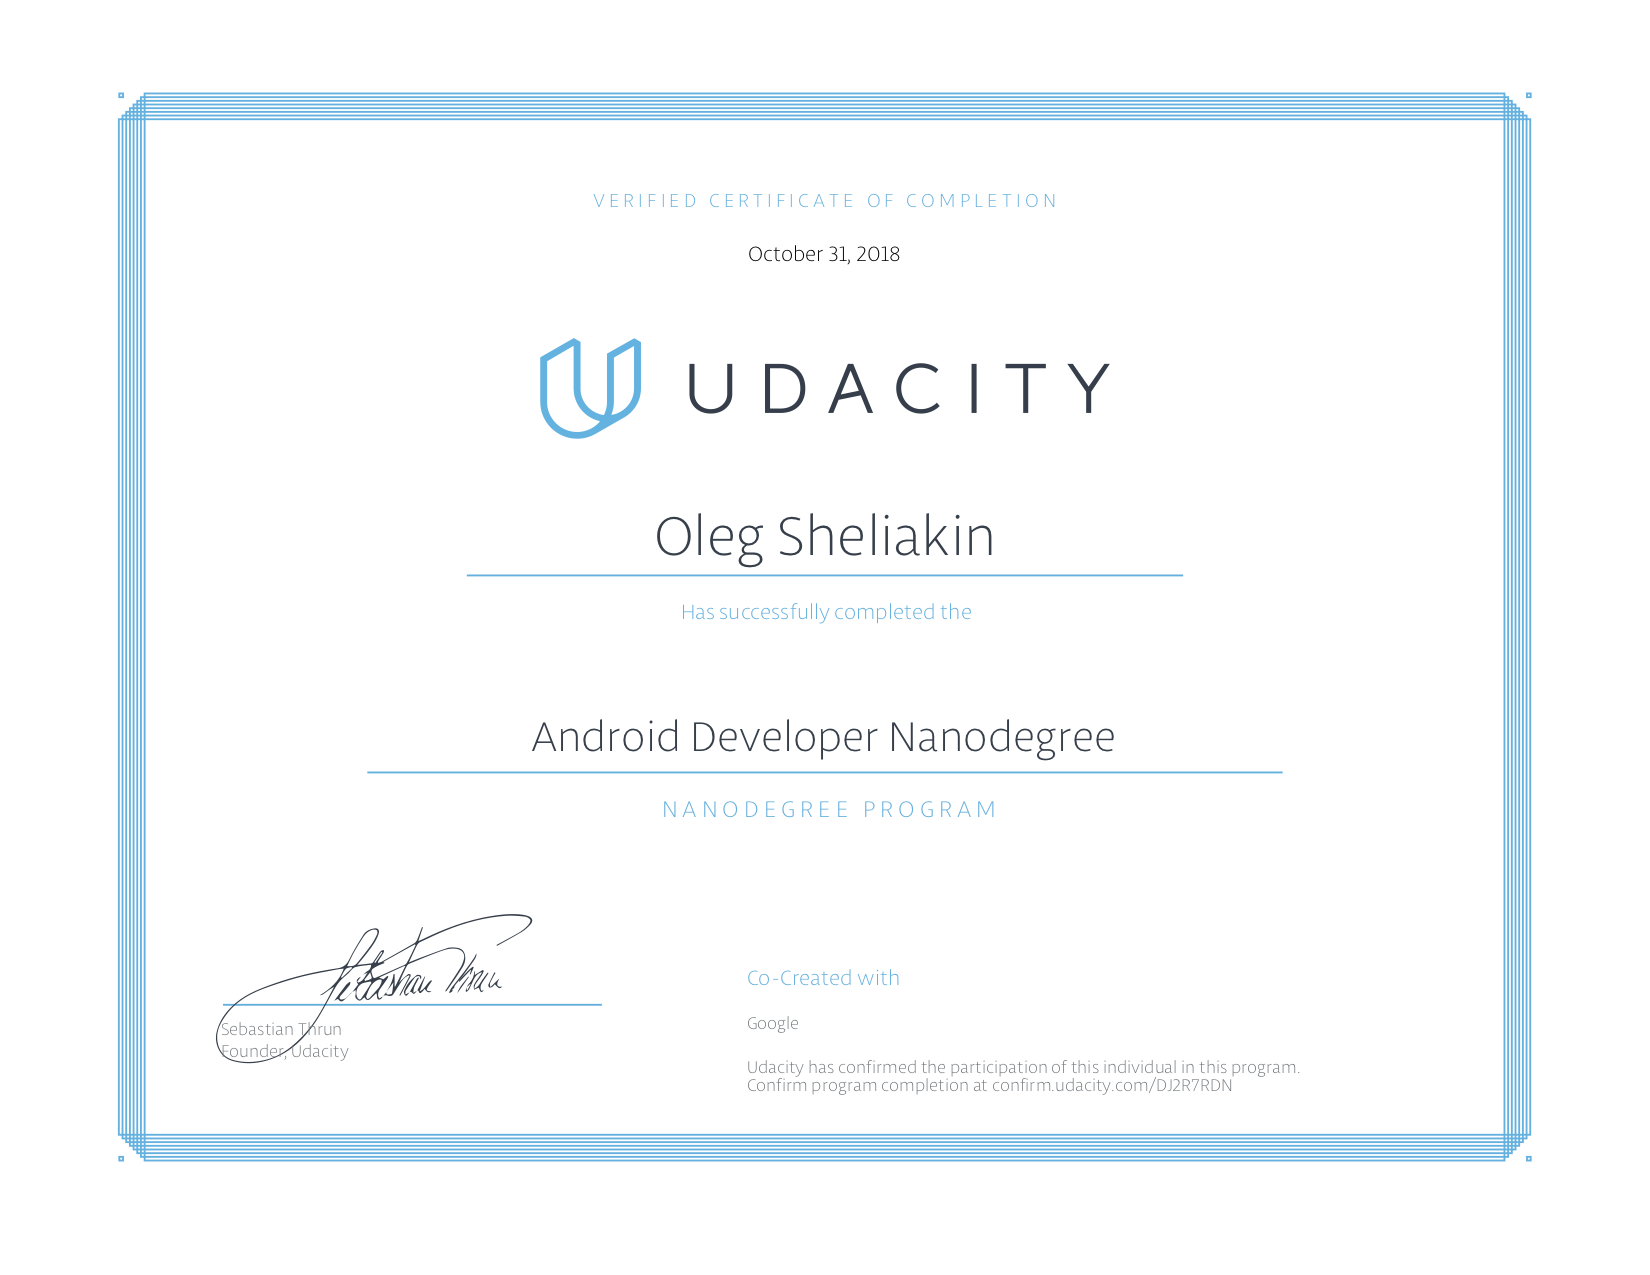 VERIFIED CERTIFICATE OF COMPLETION
October 31, 2018
UDACITY
Oleg Sheliakin
Has successfully completed the
Android Developer Nanodegree
NANODEGREE PROGRAM
Sebastian Thrun
Sebastian Thrun
Founder, Udacity
Co-Created with
Google
Udacity has confirmed the participation of this individual in this program.
Confirm program completion at confirm.udacity.com/DJ2R7RDN